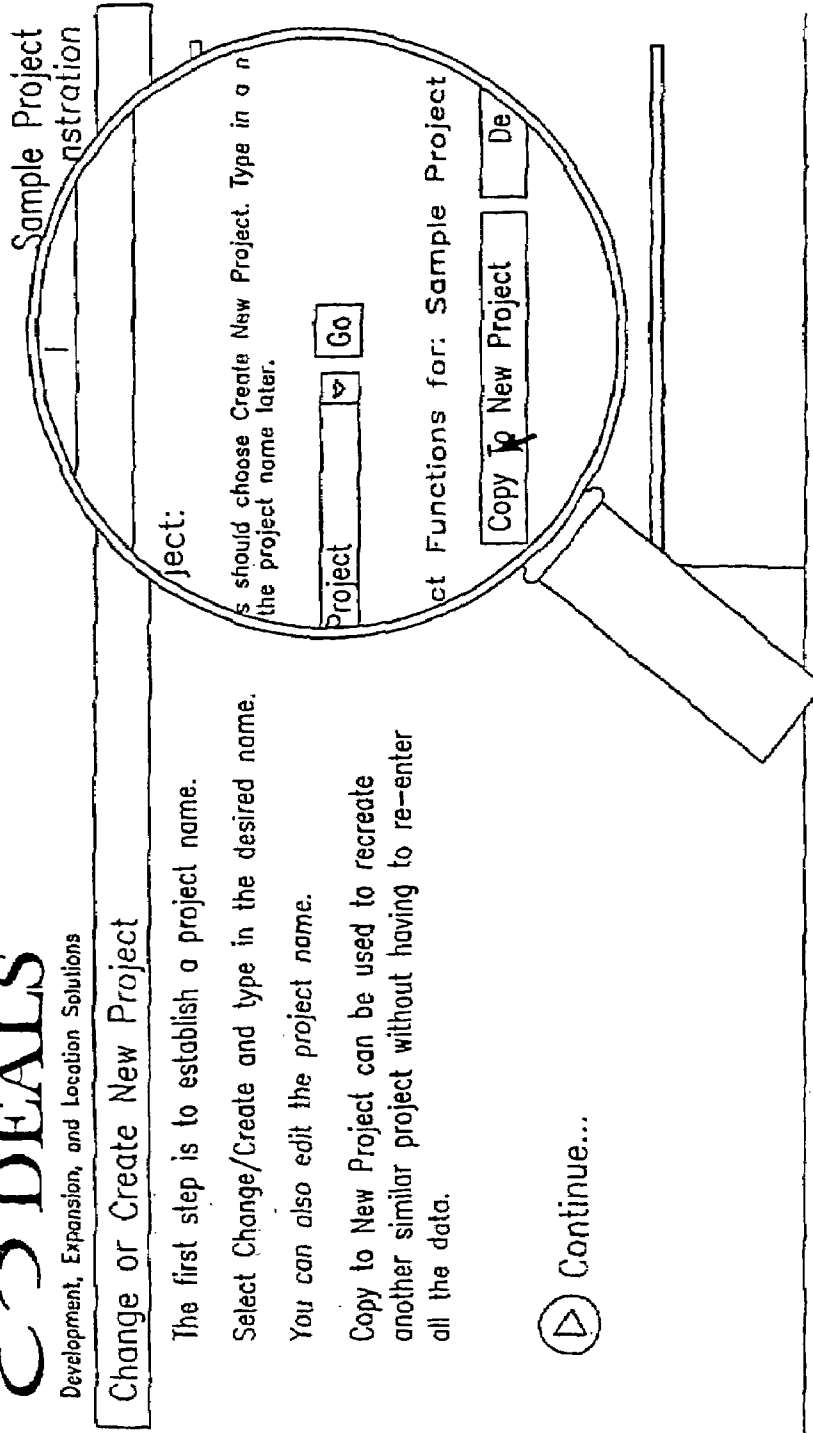 C3 DEALS
Development, Expansion, and Location Solutions
Sample Project
nstration
Change or Create New Project
The first step is to establish a project name.
Select Change/Create and type in the desired name.
You can also edit the project name.
Copy to New Project can be used to recreate
another similar project without having to re-enter
all the data.
Continue...
ject:
s should choose Create New Project. Type in a n
the project name later.
Project
Go
ct Functions for: Sample Project
Copy To New Project
De